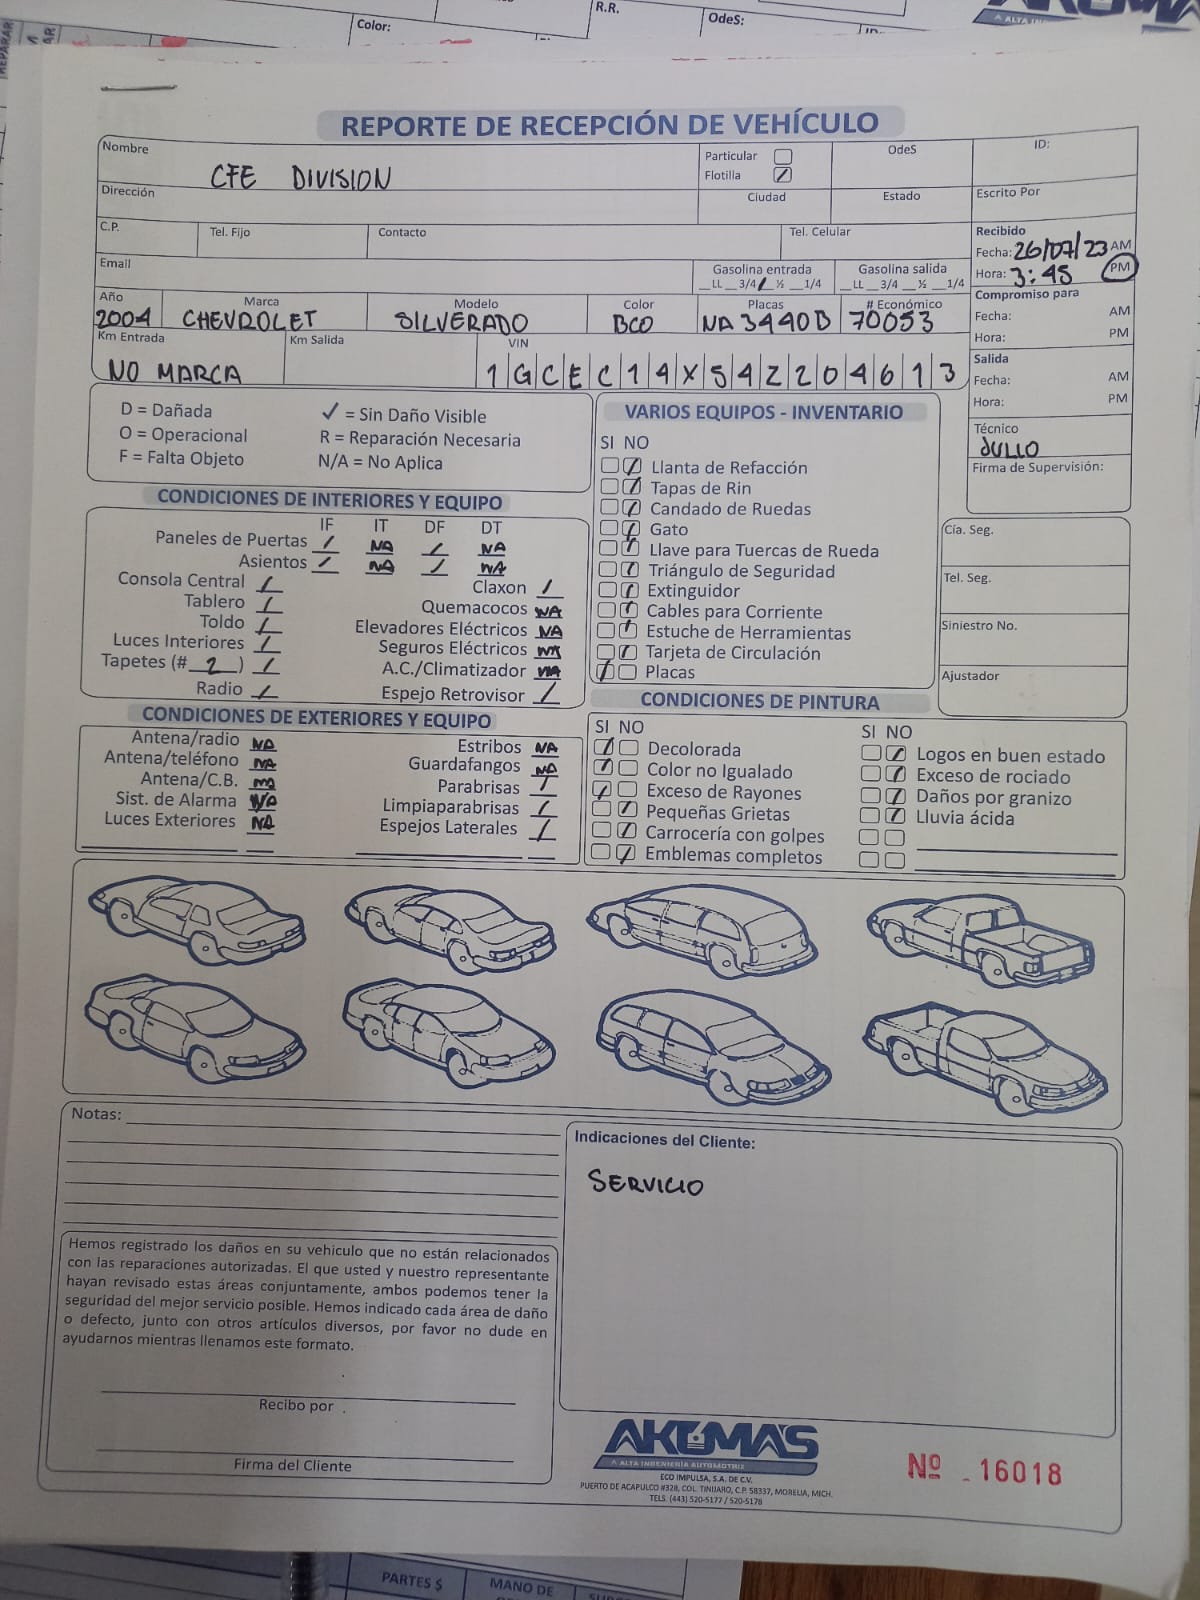 Color:
R.R.
OdeS:
REPORTE DE RECEPCIÓN DE VEHÍCULO
Nombre CFE DIVISION
Particular
Flotilla ✓
OdeS
ID:
Dirección
Ciudad
Estado
Escrito Por
C.P.
Tel. Fijo
Contacto
Tel. Celular
Recibido
Fecha: 26/07/23 AM
Hora: 3:45 PM
Email
Gasolina entrada
__LL __3/4 ✓ ½ __1/4
Gasolina salida
__LL __3/4 __½ __1/4
Compromiso para
Fecha: AM
Hora: PM
Año 2004
Marca CHEVROLET
Modelo SILVERADO
Color BCO
Placas NA3440B
# Económico 70053
Km Entrada NO MARCA
Km Salida
VIN 1GCEC14X54Z204613
Salida
Fecha: AM
Hora: PM
Técnico JULIO
Firma de Supervisión:
D = Dañada
✓ = Sin Daño Visible
O = Operacional
R = Reparación Necesaria
F = Falta Objeto
N/A = No Aplica
CONDICIONES DE INTERIORES Y EQUIPO
IF IT DF DT
Paneles de Puertas / NA / NA
Asientos / NA / NA
Consola Central /
Tablero /
Toldo /
Luces Interiores /
Tapetes (# 2 ) /
Radio /
Claxon /
Quemacocos NA
Elevadores Eléctricos NA
Seguros Eléctricos NA
A.C./Climatizador NA
Espejo Retrovisor /
VARIOS EQUIPOS - INVENTARIO
SI NO
Llanta de Refacción
Tapas de Rin
Candado de Ruedas
Gato
Llave para Tuercas de Rueda
Triángulo de Seguridad
Extinguidor
Cables para Corriente
Estuche de Herramientas
Tarjeta de Circulación
Placas
Cía. Seg.
Tel. Seg.
Siniestro No.
Ajustador
CONDICIONES DE EXTERIORES Y EQUIPO
Antena/radio NA
Antena/teléfono NA
Antena/C.B. NA
Sist. de Alarma NA
Luces Exteriores NA
Estribos NA
Guardafangos NA
Parabrisas /
Limpiaparabrisas /
Espejos Laterales /
CONDICIONES DE PINTURA
SI NO
Decolorada
Color no Igualado
Exceso de Rayones
Pequeñas Grietas
Carrocería con golpes
Emblemas completos
SI NO
Logos en buen estado
Exceso de rociado
Daños por granizo
Lluvia ácida
Notas:
Indicaciones del Cliente:
SERVICIO
Hemos registrado los daños en su vehiculo que no están relacionados
con las reparaciones autorizadas. El que usted y nuestro representante
hayan revisado estas áreas conjuntamente, ambos podemos tener la
seguridad del mejor servicio posible. Hemos indicado cada área de daño
o defecto, junto con otros artículos diversos, por favor no dude en
ayudarnos mientras llenamos este formato.
Recibo por
Firma del Cliente
AKEMA'S
A ALTA INGENIERÍA AUTOMOTRIZ
ECO IMPULSA, S.A. DE C.V.
PUERTO DE ACAPULCO #328, COL. TINIJARO, C.P. 58337, MORELIA, MICH.
TELS. (443) 520-5177 / 520-5178
Nº 16018
PARTES $
MANO DE